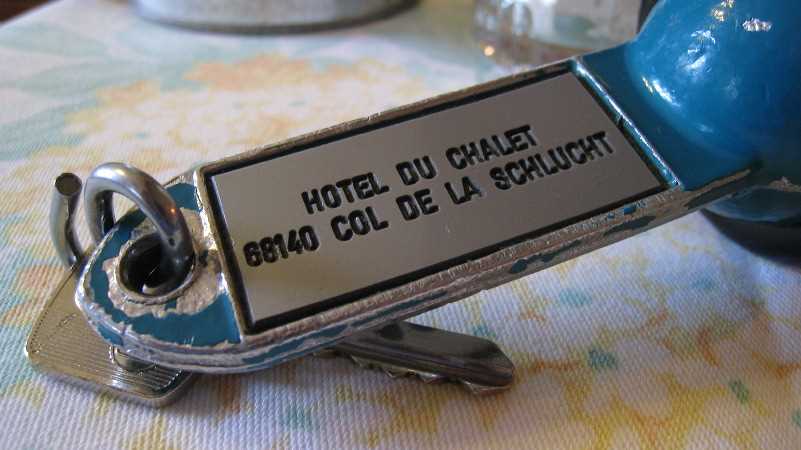 HOTEL DU CHALET
68140 COL DE LA SCHLUCHT